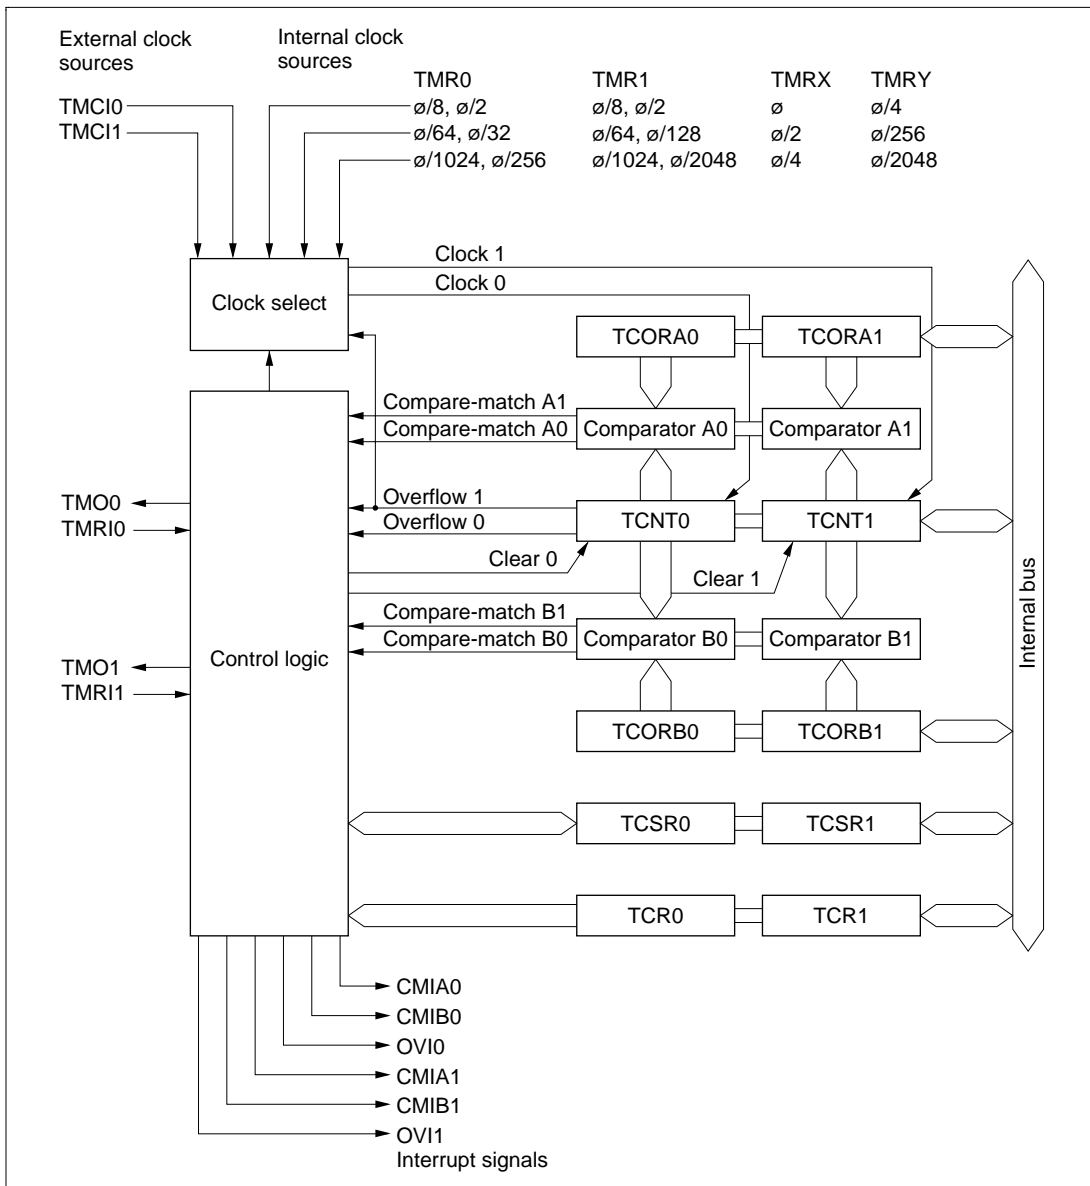 External clock
sources
Internal clock
sources
TMR0 TMR1 TMRX TMRY
TMCI0 ø/8, ø/2 ø/8, ø/2 ø ø/4
TMCI1 ø/64, ø/32 ø/64, ø/128 ø/2 ø/256
ø/1024, ø/256 ø/1024, ø/2048 ø/4 ø/2048
Clock 1
Clock 0
Clock select
TCORA0 TCORA1
Compare-match A1
Compare-match A0
Comparator A0 Comparator A1
TMO0
TMRI0
Overflow 1
Overflow 0
TCNT0 TCNT1
Clear 0
Clear 1
Internal bus
Compare-match B1
Compare-match B0
Comparator B0 Comparator B1
Control logic
TMO1
TMRI1
TCORB0 TCORB1
TCSR0 TCSR1
TCR0 TCR1
CMIA0
CMIB0
OVI0
CMIA1
CMIB1
OVI1
Interrupt signals